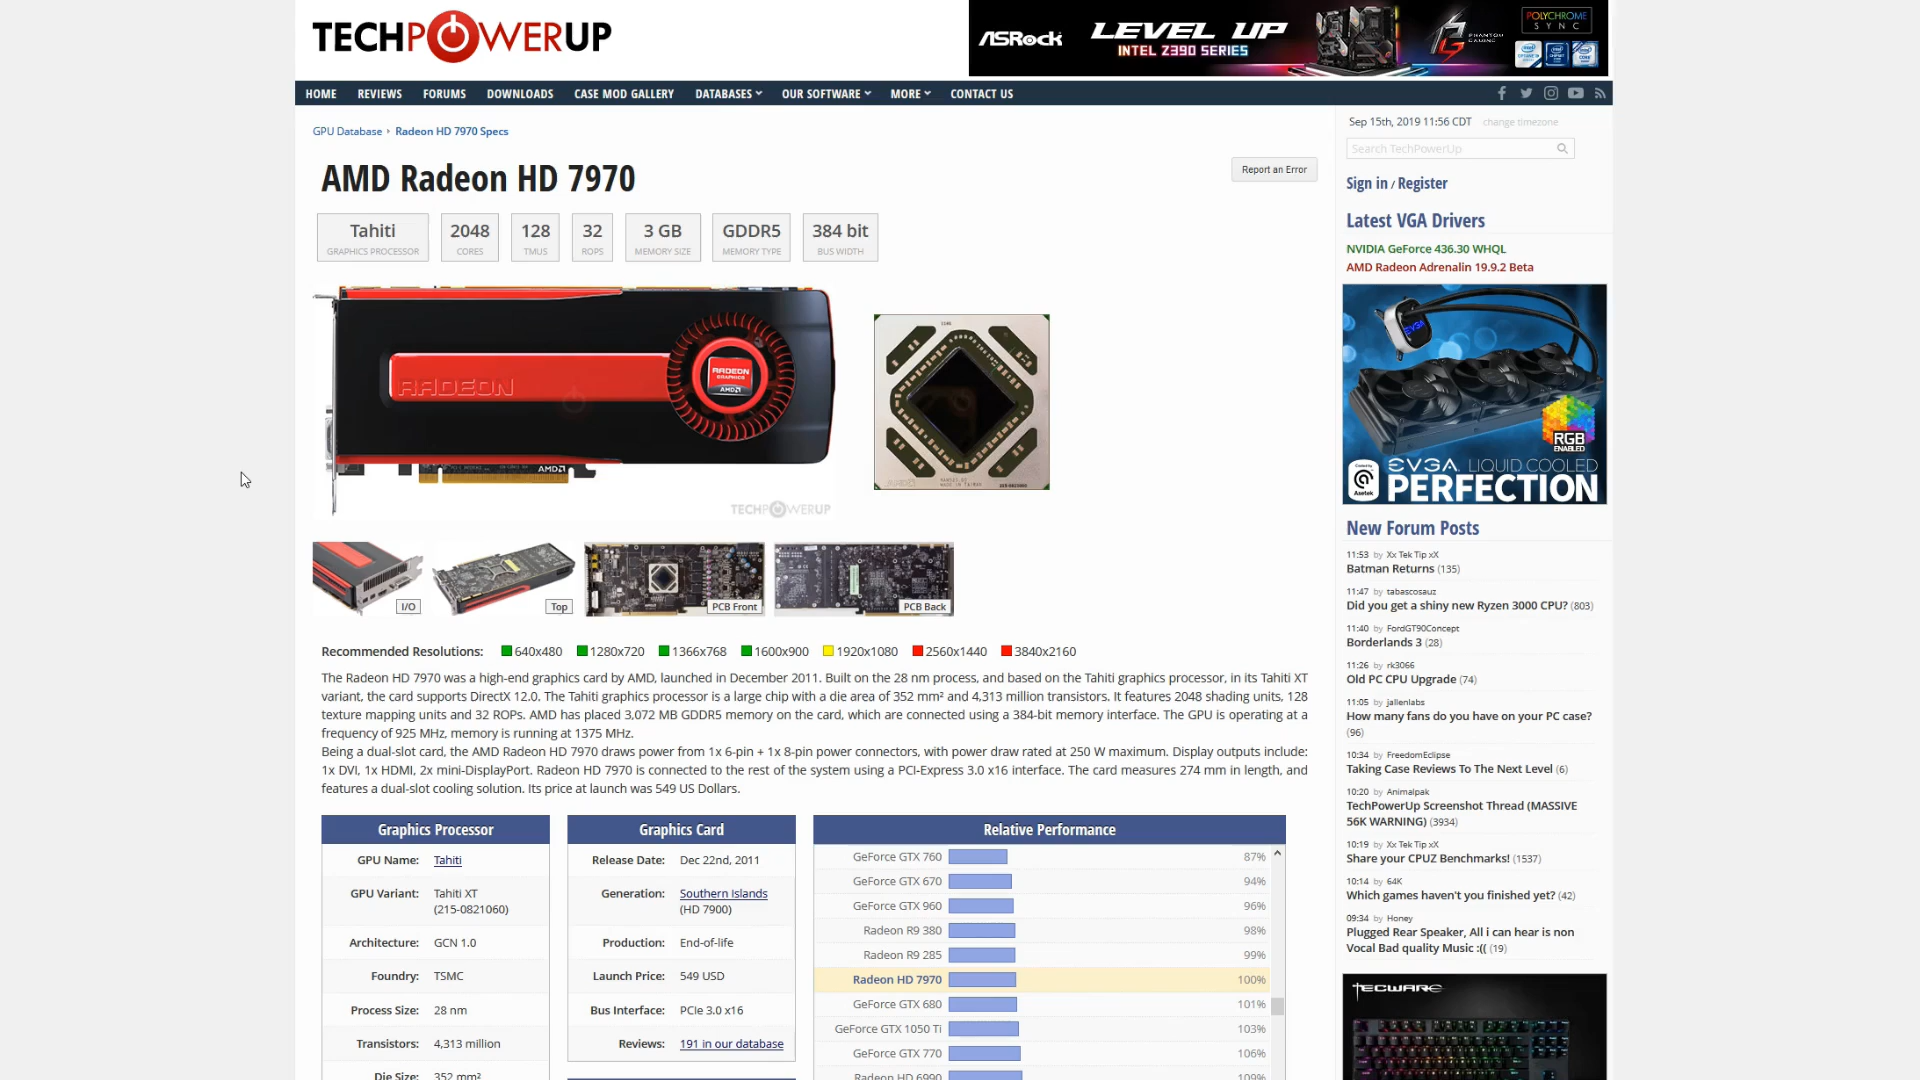 TECHPOWERUP
ASRock
LEVEL UP
INTEL Z390 SERIES
PHANTOM GAMING
POLYCHROME
SYNC
HOME REVIEWS FORUMS DOWNLOADS CASE MOD GALLERY DATABASES OUR SOFTWARE MORE CONTACT US
GPU Database Radeon HD 7970 Specs
Sep 15th, 2019 11:56 CDT change timezone
Search TechPowerUp
AMD Radeon HD 7970
Report an Error
Sign in / Register
Tahiti 2048 128 32 3 GB GDDR5 384 bit
GRAPHICS PROCESSOR CORES TMUS ROPS MEMORY SIZE MEMORY TYPE BUS WIDTH
Latest VGA Drivers
NVIDIA GeForce 436.30 WHQL
AMD Radeon Adrenalin 19.9.2 Beta
RADEON
RADEON
GRAPHICS
AMD
AMD
TECHPOWERUP
EVGA
RGB
ENABLED
Asetek
EVGA LIQUID COOLED
PERFECTION
I/O
Top
PCB Front
PCB Back
New Forum Posts
11:53 by Xx Tek Tip xX
Batman Returns (135)
11:47 by tabascosauz
Did you get a shiny new Ryzen 3000 CPU? (803)
11:40 by FordGT90Concept
Borderlands 3 (28)
11:26 by rk3066
Old PC CPU Upgrade (74)
11:05 by jallenlabs
How many fans do you have on your PC case?
(96)
10:34 by FreedomEclipse
Taking Case Reviews To The Next Level (6)
10:20 by Animalpak
TechPowerUp Screenshot Thread (MASSIVE
56K WARNING) (3934)
10:19 by Xx Tek Tip xX
Share your CPUZ Benchmarks! (1537)
10:14 by 64K
Which games haven't you finished yet? (42)
09:34 by Honey
Plugged Rear Speaker, All i can hear is non
Vocal Bad quality Music :(( (19)
TECWARE
Recommended Resolutions: 640x480 1280x720 1366x768 1600x900 1920x1080 2560x1440 3840x2160
The Radeon HD 7970 was a high-end graphics card by AMD, launched in December 2011. Built on the 28 nm process, and based on the Tahiti graphics processor, in its Tahiti XT
variant, the card supports DirectX 12.0. The Tahiti graphics processor is a large chip with a die area of 352 mm² and 4,313 million transistors. It features 2048 shading units, 128
texture mapping units and 32 ROPs. AMD has placed 3,072 MB GDDR5 memory on the card, which are connected using a 384-bit memory interface. The GPU is operating at a
frequency of 925 MHz, memory is running at 1375 MHz.
Being a dual-slot card, the AMD Radeon HD 7970 draws power from 1x 6-pin + 1x 8-pin power connectors, with power draw rated at 250 W maximum. Display outputs include:
1x DVI, 1x HDMI, 2x mini-DisplayPort. Radeon HD 7970 is connected to the rest of the system using a PCI-Express 3.0 x16 interface. The card measures 274 mm in length, and
features a dual-slot cooling solution. Its price at launch was 549 US Dollars.
Graphics Processor
GPU Name: Tahiti
GPU Variant: Tahiti XT
(215-0821060)
Architecture: GCN 1.0
Foundry: TSMC
Process Size: 28 nm
Transistors: 4,313 million
Die Size: 352 mm²
Graphics Card
Release Date: Dec 22nd, 2011
Generation: Southern Islands
(HD 7900)
Production: End-of-life
Launch Price: 549 USD
Bus Interface: PCIe 3.0 x16
Reviews: 191 in our database
Relative Performance
GeForce GTX 760 87%
GeForce GTX 670 94%
GeForce GTX 960 96%
Radeon R9 380 98%
Radeon R9 285 99%
Radeon HD 7970 100%
GeForce GTX 680 101%
GeForce GTX 1050 Ti 103%
GeForce GTX 770 106%
Radeon HD 6990 109%